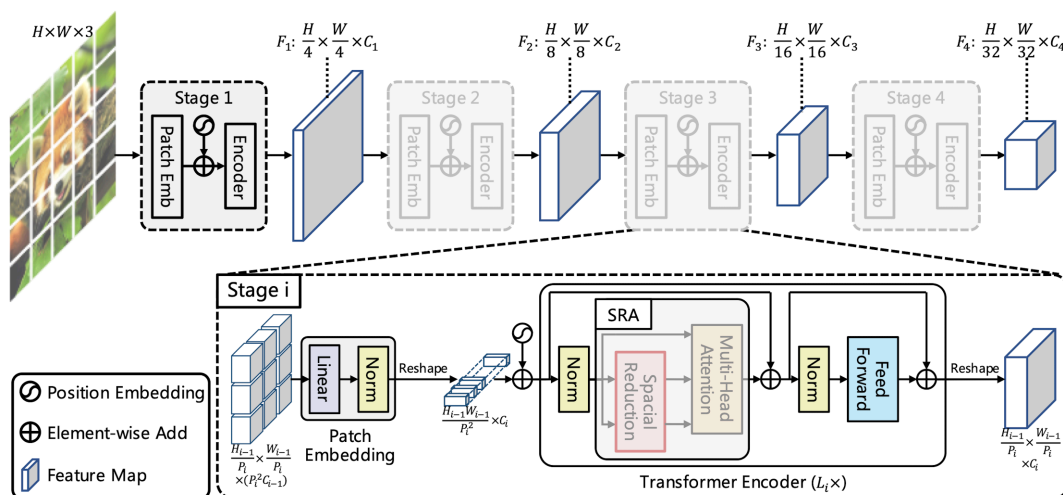 H×W×3
F₁: H/4 × W/4 ×C₁
F₂: H/8 × W/8 ×C₂
F₃: H/16 × W/16 ×C₃
F₄: H/32 × W/32 ×C₄
Stage 1
Patch Emb
Encoder
Stage 2
Patch Emb
Encoder
Stage 3
Patch Emb
Encoder
Stage 4
Patch Emb
Encoder
Stage i
Linear
Norm
Patch
Embedding
Reshape
Norm
SRA
Spacial
Reduction
Multi-Head
Attention
Norm
Feed
Forward
Reshape
Hᵢ₋₁/Pᵢ × Wᵢ₋₁/Pᵢ
×(Pᵢ²Cᵢ₋₁)
Hᵢ₋₁Wᵢ₋₁/Pᵢ² ×Cᵢ
Hᵢ₋₁/Pᵢ × Wᵢ₋₁/Pᵢ
×Cᵢ
Transformer Encoder (Lᵢ×)
Position Embedding
Element-wise Add
Feature Map